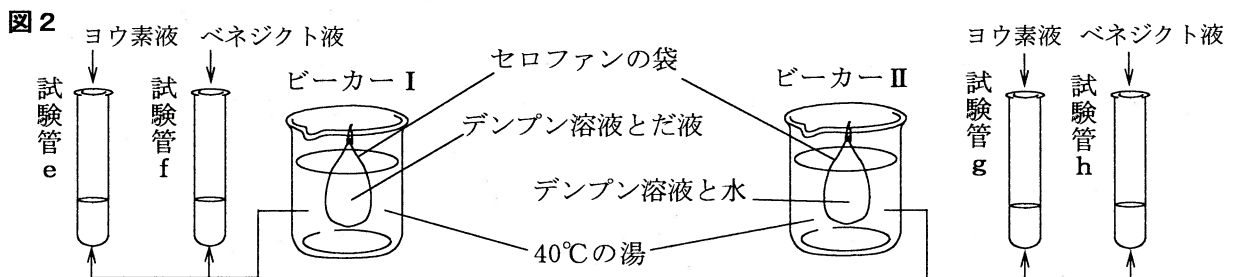 図2
ヨウ素液
ベネジクト液
試験管e
試験管f
ビーカーⅠ
セロファンの袋
デンプン溶液とだ液
デンプン溶液と水
40℃の湯
ビーカーⅡ
ヨウ素液
ベネジクト液
試験管g
試験管h